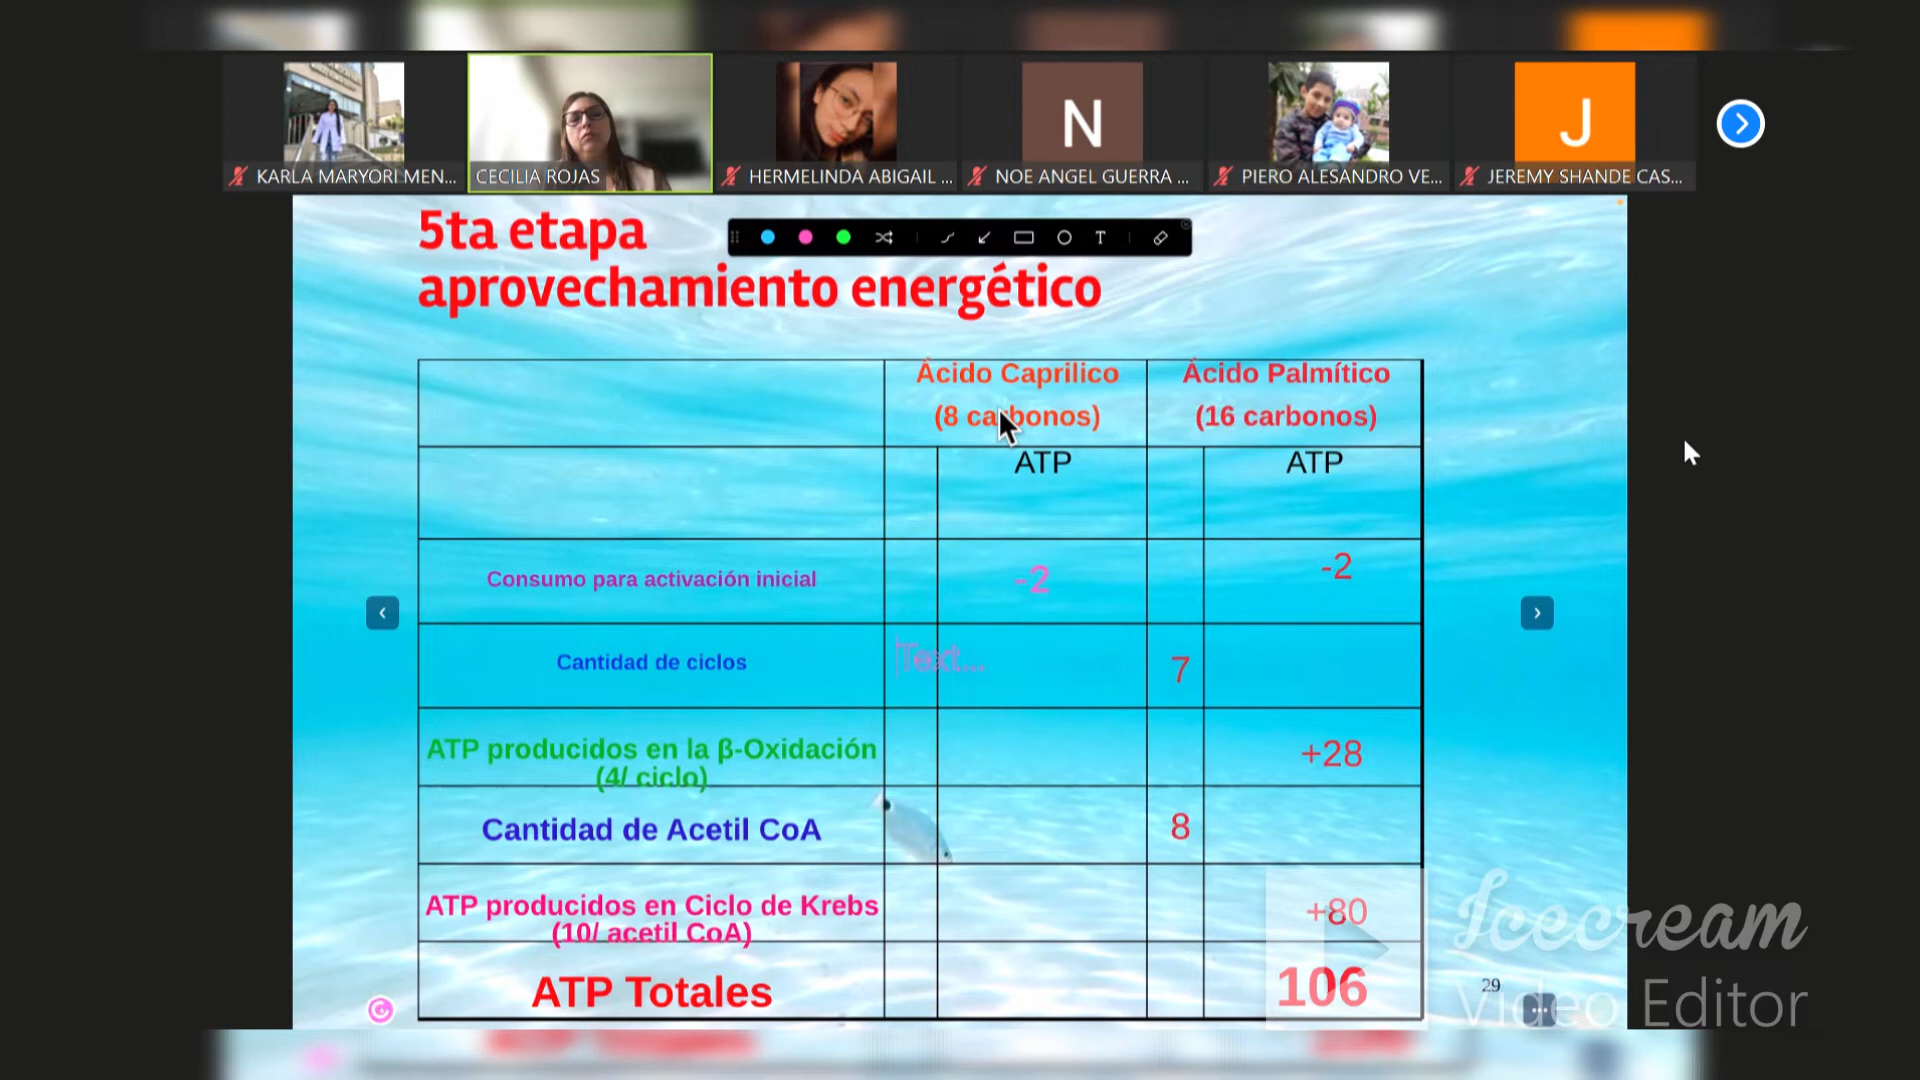 N
J
KARLA MARYORI MEN...
CECILIA ROJAS
HERMELINDA ABIGAIL ...
NOE ANGEL GUERRA ...
PIERO ALESANDRO VE...
JEREMY SHANDE CAS...
5ta etapa
aprovechamiento energético
T
Ácido Caprilico
(8 carbonos)
Ácido Palmítico
(16 carbonos)
ATP
ATP
Consumo para activación inicial
-2
-2
Cantidad de ciclos
Text...
7
ATP producidos en la β-Oxidación
(4/ ciclo)
+28
Cantidad de Acetil CoA
8
ATP producidos en Ciclo de Krebs
(10/ acetil CoA)
+80
ATP Totales
106
29
Icecream
Video Editor